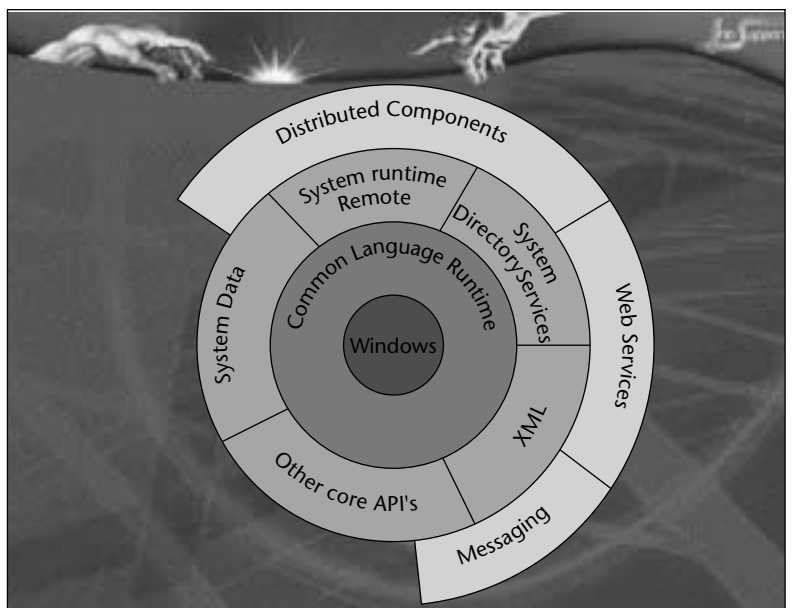 Distributed Components
System runtime
Remote
System
DirectoryServices
System Data
Common Language Runtime
Windows
Web Services
XML
Other core API's
Messaging